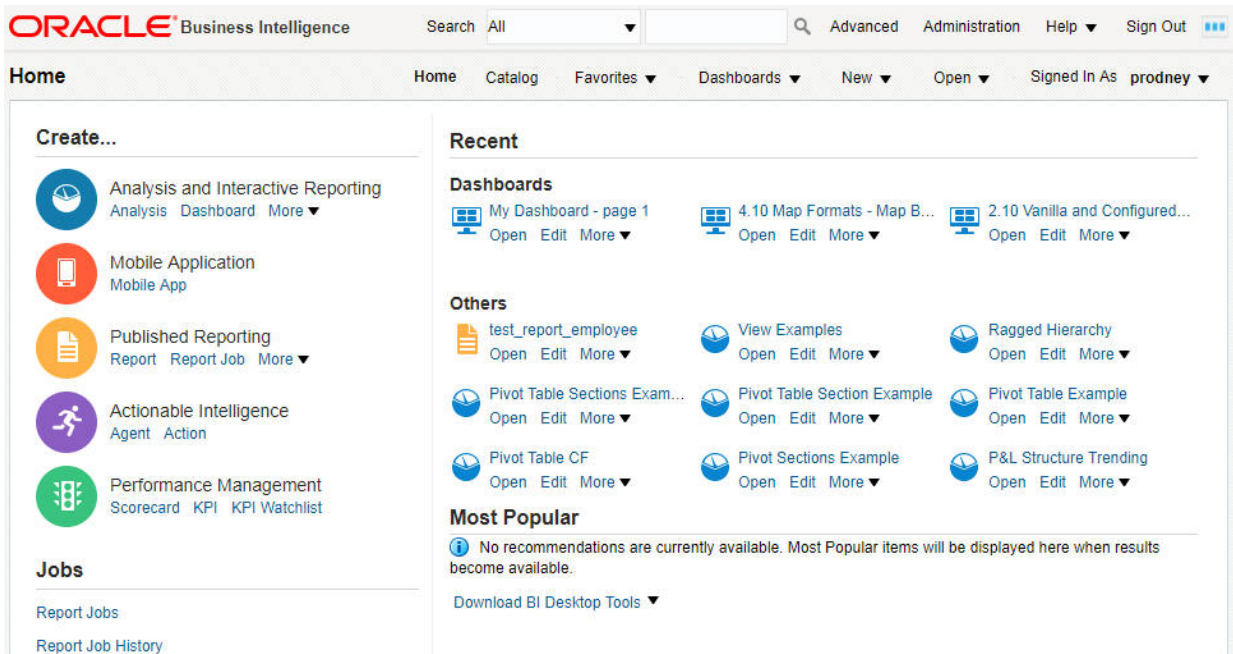 ORACLE Business Intelligence Search All Advanced Administration Help Sign Out
Home Home Catalog Favorites Dashboards New Open Signed In As prodney
Create...
Analysis and Interactive Reporting
Analysis Dashboard More
Mobile Application
Mobile App
Published Reporting
Report Report Job More
Actionable Intelligence
Agent Action
Performance Management
Scorecard KPI KPI Watchlist
Jobs
Report Jobs
Report Job History
Recent
Dashboards
My Dashboard - page 1 4.10 Map Formats - Map B... 2.10 Vanilla and Configured...
Open Edit More Open Edit More Open Edit More
Others
test_report_employee View Examples Ragged Hierarchy
Open Edit More Open Edit More Open Edit More
Pivot Table Sections Exam... Pivot Table Section Example Pivot Table Example
Open Edit More Open Edit More Open Edit More
Pivot Table CF Pivot Sections Example P&L Structure Trending
Open Edit More Open Edit More Open Edit More
Most Popular
No recommendations are currently available. Most Popular items will be displayed here when results
become available.
Download BI Desktop Tools